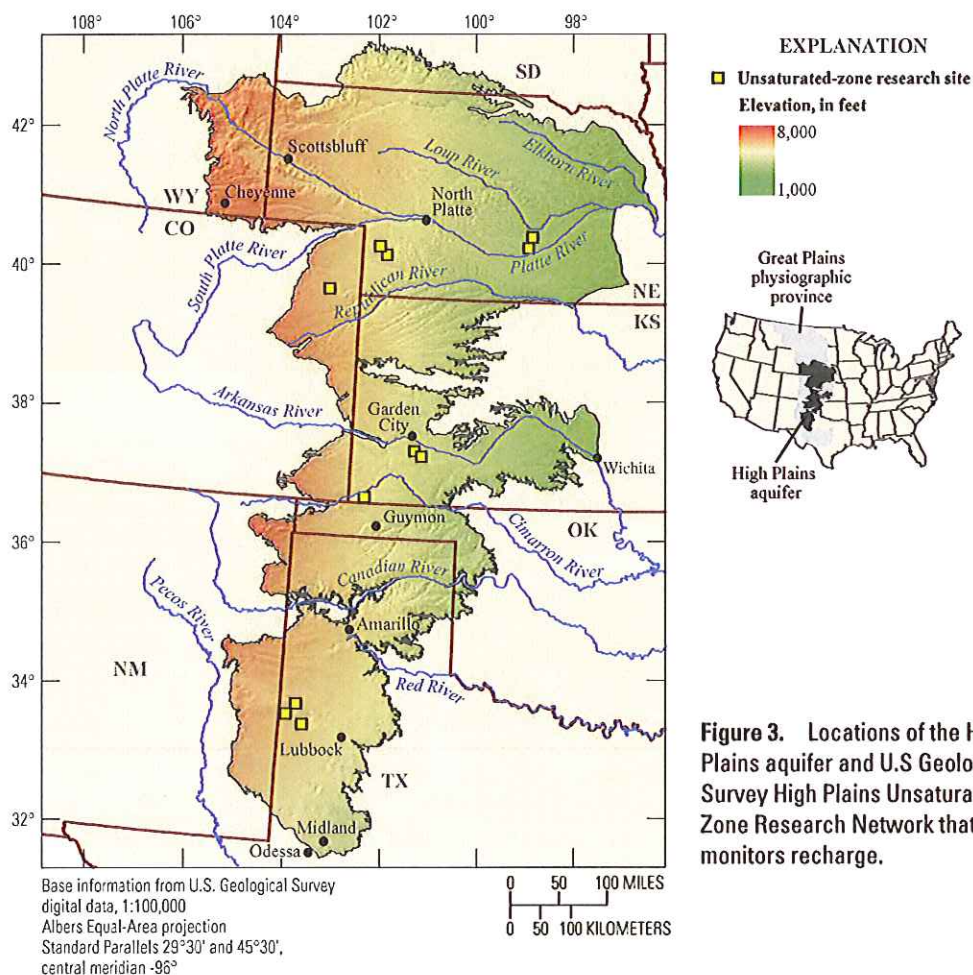 108°
106°
104°
102°
100°
98°
42°
40°
38°
36°
34°
32°
North Platte River
SD
Scottsbluff
Loup River
Elkhorn River
WY
Cheyenne
North
Platte
CO
South Platte River
Platte River
Republican River
NE
KS
Arkansas River
Garden
City
Wichita
OK
Guymon
Cimarron River
Canadian River
Pecos River
Amarillo
NM
Red River
Lubbock
TX
Midland
Odessa
Base information from U.S. Geological Survey
digital data, 1:100,000
Albers Equal-Area projection
Standard Parallels 29°30' and 45°30',
central meridian -96°
0 50 100 MILES
0 50 100 KILOMETERS
EXPLANATION
Unsaturated-zone research site
Elevation, in feet
8,000
1,000
Great Plains
physiographic
province
High Plains
aquifer
Figure 3. Locations of the H
Plains aquifer and U.S Geolo
Survey High Plains Unsatura
Zone Research Network that
monitors recharge.